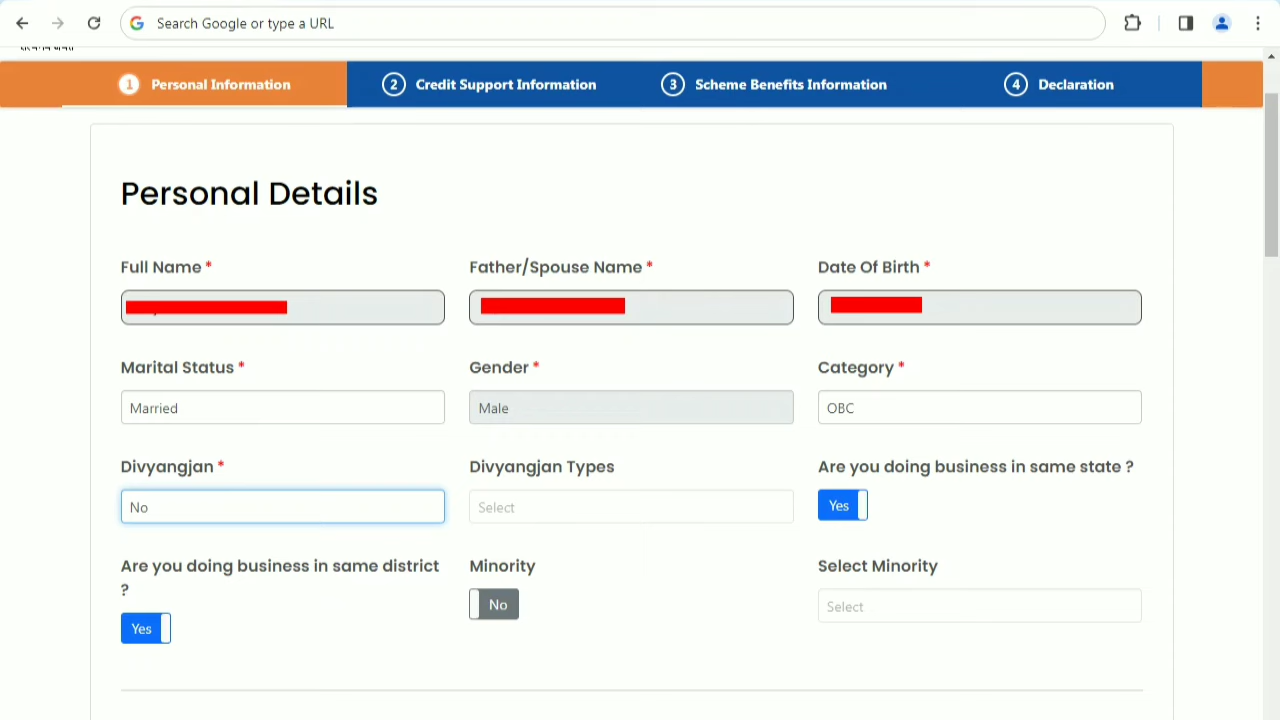 Search Google or type a URL
1 Personal Information
2 Credit Support Information
3 Scheme Benefits Information
4 Declaration
Personal Details
Full Name *
Father/Spouse Name *
Date Of Birth *
Marital Status *
Gender *
Category *
Married
Male
OBC
Divyangjan *
Divyangjan Types
Are you doing business in same state ?
No
Select
Yes
Are you doing business in same district
?
Minority
Select Minority
Yes
No
Select